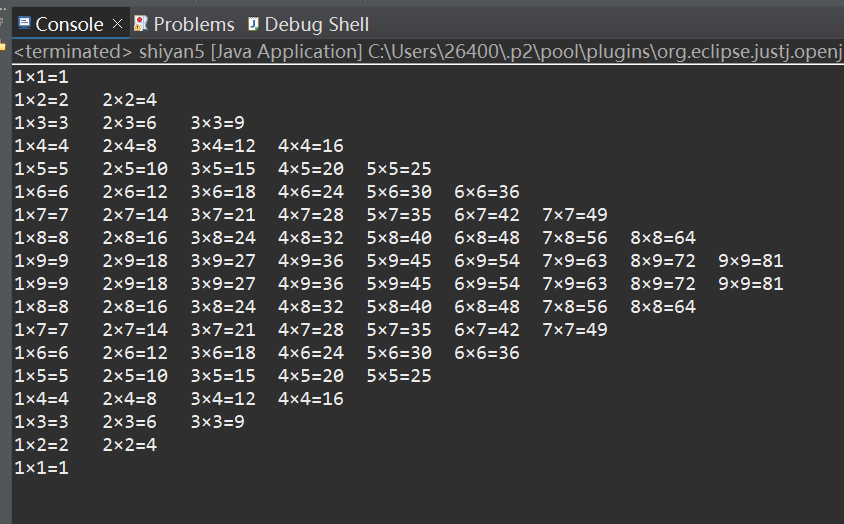 Console × Problems Debug Shell
<terminated> shiyan5 [Java Application] C:\Users\26400\.p2\pool\plugins\org.eclipse.justj.openj
1×1=1
1×2=2 2×2=4
1×3=3 2×3=6 3×3=9
1×4=4 2×4=8 3×4=12 4×4=16
1×5=5 2×5=10 3×5=15 4×5=20 5×5=25
1×6=6 2×6=12 3×6=18 4×6=24 5×6=30 6×6=36
1×7=7 2×7=14 3×7=21 4×7=28 5×7=35 6×7=42 7×7=49
1×8=8 2×8=16 3×8=24 4×8=32 5×8=40 6×8=48 7×8=56 8×8=64
1×9=9 2×9=18 3×9=27 4×9=36 5×9=45 6×9=54 7×9=63 8×9=72 9×9=81
1×9=9 2×9=18 3×9=27 4×9=36 5×9=45 6×9=54 7×9=63 8×9=72 9×9=81
1×8=8 2×8=16 3×8=24 4×8=32 5×8=40 6×8=48 7×8=56 8×8=64
1×7=7 2×7=14 3×7=21 4×7=28 5×7=35 6×7=42 7×7=49
1×6=6 2×6=12 3×6=18 4×6=24 5×6=30 6×6=36
1×5=5 2×5=10 3×5=15 4×5=20 5×5=25
1×4=4 2×4=8 3×4=12 4×4=16
1×3=3 2×3=6 3×3=9
1×2=2 2×2=4
1×1=1